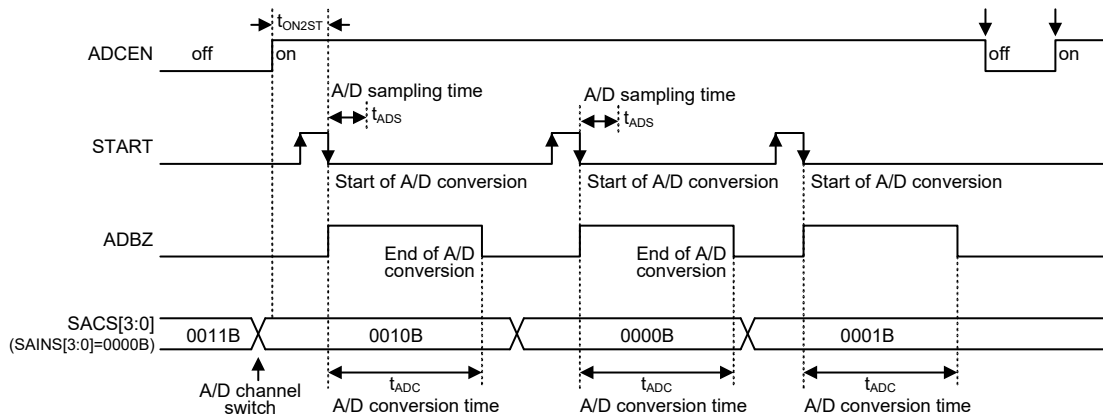 tON2ST
ADCEN off on off on
A/D sampling time A/D sampling time
tADS tADS
START
Start of A/D conversion Start of A/D conversion Start of A/D conversion
ADBZ
End of A/D conversion End of A/D conversion
SACS[3:0]
(SAINS[3:0]=0000B)
0011B 0010B 0000B 0001B
A/D channel switch
tADC tADC tADC
A/D conversion time A/D conversion time A/D conversion time